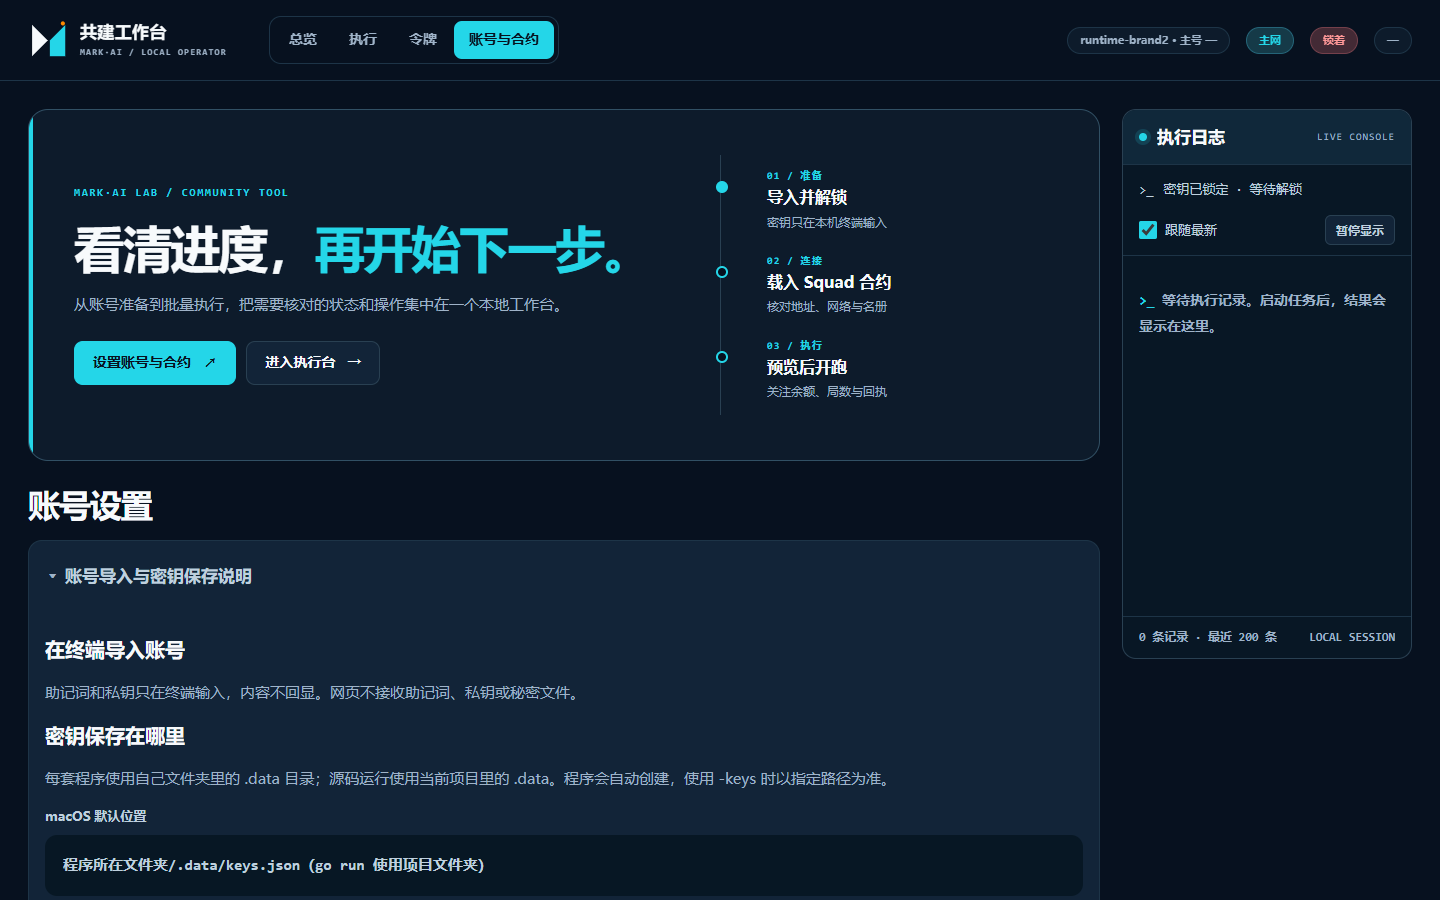 共建工作台
MARK·AI / LOCAL OPERATOR
总览
执行
令牌
账号与合约
runtime-brand2 • 主号 —
主网
锁着
—
MARK·AI LAB / COMMUNITY TOOL
看清进度，再开始下一步。
从账号准备到批量执行，把需要核对的状态和操作集中在一个本地工作台。
设置账号与合约 ↗
进入执行台 →
01 / 准备
导入并解锁
密钥只在本机终端输入
02 / 连接
载入 Squad 合约
核对地址、网络与名册
03 / 执行
预览后开跑
关注余额、局数与回执
账号设置
账号导入与密钥保存说明
在终端导入账号
助记词和私钥只在终端输入，内容不回显。网页不接收助记词、私钥或秘密文件。
密钥保存在哪里
每套程序使用自己文件夹里的 .data 目录；源码运行使用当前项目里的 .data。程序会自动创建，使用 -keys 时以指定路径为准。
macOS 默认位置
程序所在文件夹/.data/keys.json (go run 使用项目文件夹)
执行日志
LIVE CONSOLE
>_ 密钥已锁定 · 等待解锁
跟随最新
暂停显示
>_ 等待执行记录。启动任务后，结果会
显示在这里。
0 条记录 · 最近 200 条
LOCAL SESSION